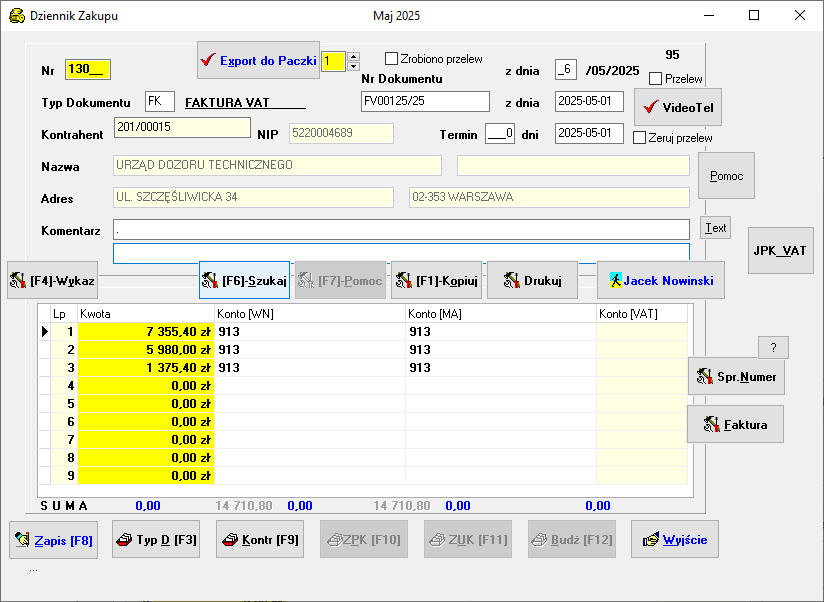 Dziennik Zakupu
Maj 2025
Nr 130__
Export do Paczki 1
Zrobiono przelew
95
Nr Dokumentu
z dnia _6 /05/2025 Przelew
Typ Dokumentu FK FAKTURA VAT FV00125/25 z dnia 2025-05-01
VideoTel
Kontrahent 201/00015 NIP 5220004689 Termin ___0 dni 2025-05-01 Zeruj przelew
Nazwa URZĄD DOZORU TECHNICZNEGO
Pomoc
Adres UL. SZCZĘŚLIWICKA 34 02-353 WARSZAWA
Komentarz . Text
JPK_VAT
[F4]-Wykaz [F6]-Szukaj [F7]-Pomoc [F1]-Kopiuj Drukuj Jacek Nowinski
Lp Kwota Konto [WN] Konto [MA] Konto [VAT]
1 7 355,40 zł 913 913
2 5 980,00 zł 913 913
3 1 375,40 zł 913 913
4 0,00 zł
5 0,00 zł
6 0,00 zł
7 0,00 zł
8 0,00 zł
9 0,00 zł
?
Spr.Numer
Faktura
S U M A 0,00 14 710,80 0,00 14 710,80 0,00 0,00
Zapis [F8] Typ D [F3] Kontr [F9] ZPK [F10] ZUK [F11] Budż [F12] Wyjście
...